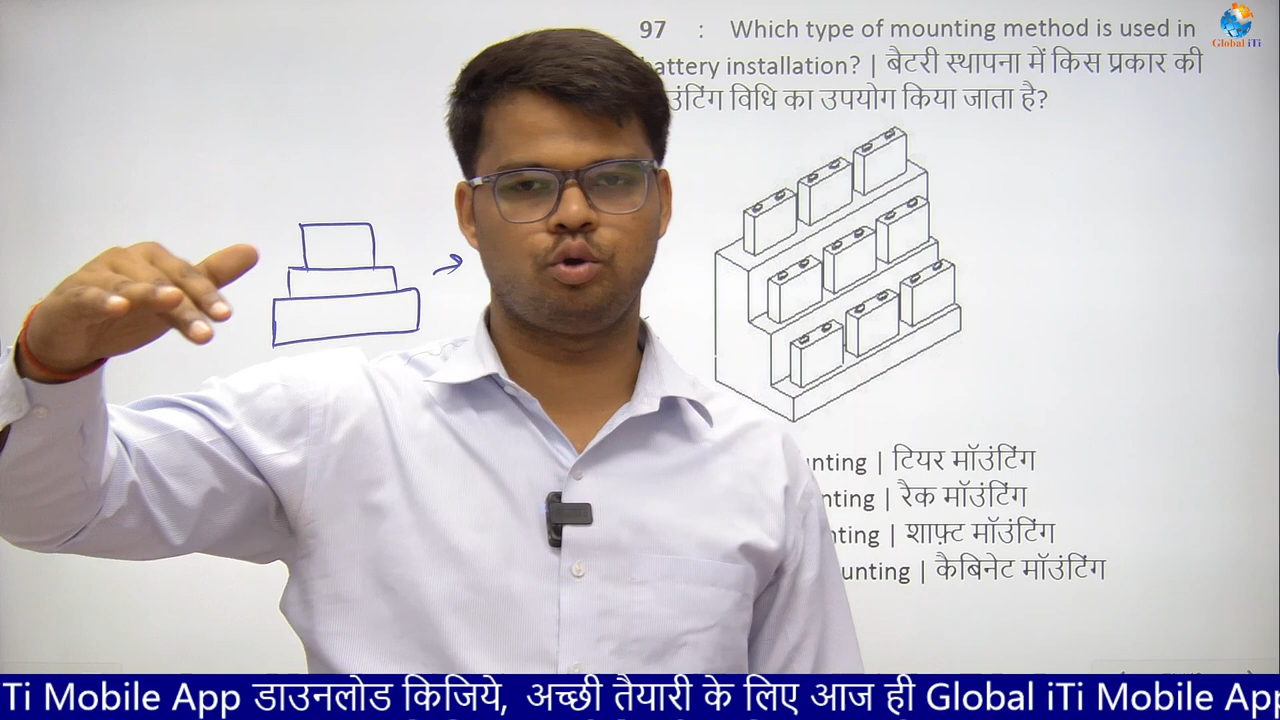 97 : Which type of mounting method is used in
battery installation? | बैटरी स्थापना में किस प्रकार की
उंटिंग विधि का उपयोग किया जाता है?
Global iTi
nting | टियर मॉउंटिंग
nting | रैक मॉउंटिंग
nting | शाफ़्ट मॉउंटिंग
unting | कैबिनेट मॉउंटिंग
Ti Mobile App डाउनलोड किजिये, अच्छी तैयारी के लिए आज ही Global iTi Mobile App